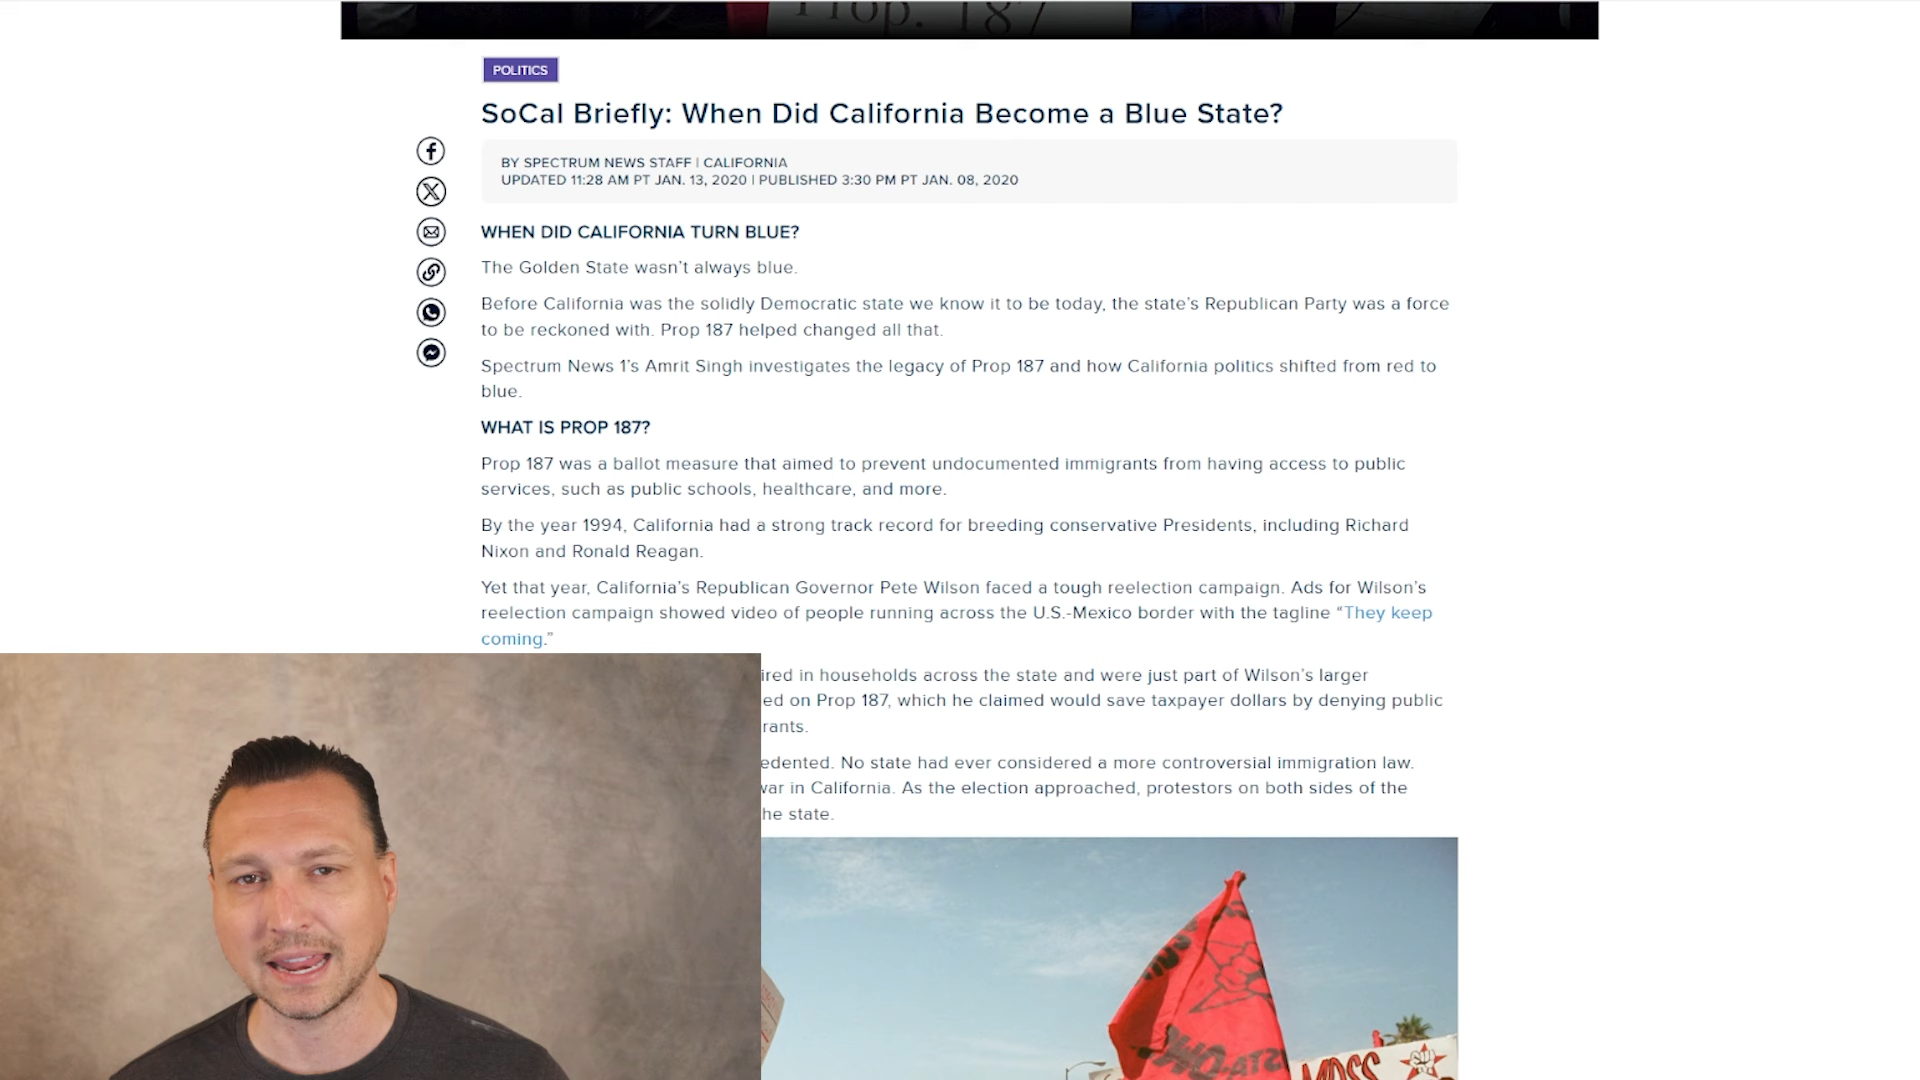 Prop. 187
POLITICS
SoCal Briefly: When Did California Become a Blue State?
BY SPECTRUM NEWS STAFF | CALIFORNIA
UPDATED 11:28 AM PT JAN. 13, 2020 | PUBLISHED 3:30 PM PT JAN. 08, 2020
WHEN DID CALIFORNIA TURN BLUE?
The Golden State wasn’t always blue.
Before California was the solidly Democratic state we know it to be today, the state’s Republican Party was a force
to be reckoned with. Prop 187 helped changed all that.
Spectrum News 1’s Amrit Singh investigates the legacy of Prop 187 and how California politics shifted from red to
blue.
WHAT IS PROP 187?
Prop 187 was a ballot measure that aimed to prevent undocumented immigrants from having access to public
services, such as public schools, healthcare, and more.
By the year 1994, California had a strong track record for breeding conservative Presidents, including Richard
Nixon and Ronald Reagan.
Yet that year, California’s Republican Governor Pete Wilson faced a tough reelection campaign. Ads for Wilson’s
reelection campaign showed video of people running across the U.S.-Mexico border with the tagline “They keep
coming.”
ired in households across the state and were just part of Wilson’s larger
ed on Prop 187, which he claimed would save taxpayer dollars by denying public
rants.
edented. No state had ever considered a more controversial immigration law.
war in California. As the election approached, protestors on both sides of the
he state.